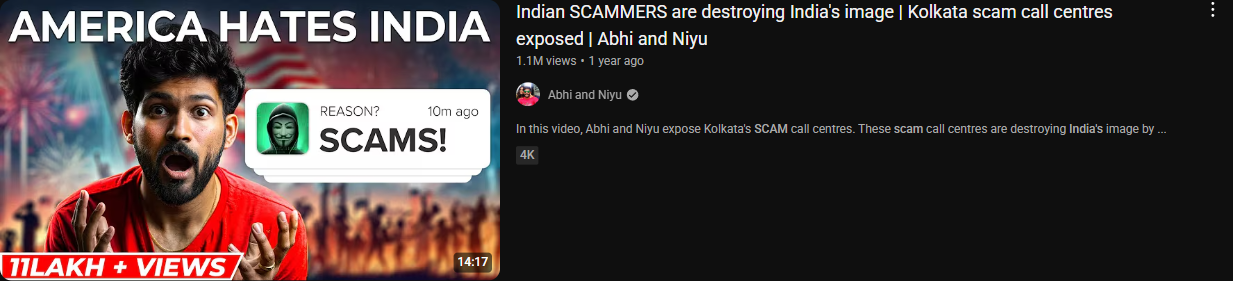 AMERICA HATES INDIA
REASON?
10m ago
SCAMS!
11LAKH + VIEWS
14:17
Indian SCAMMERS are destroying India's image | Kolkata scam call centres
exposed | Abhi and Niyu
1.1M views • 1 year ago
Abhi and Niyu
In this video, Abhi and Niyu expose Kolkata's SCAM call centres. These scam call centres are destroying India's image by ...
4K